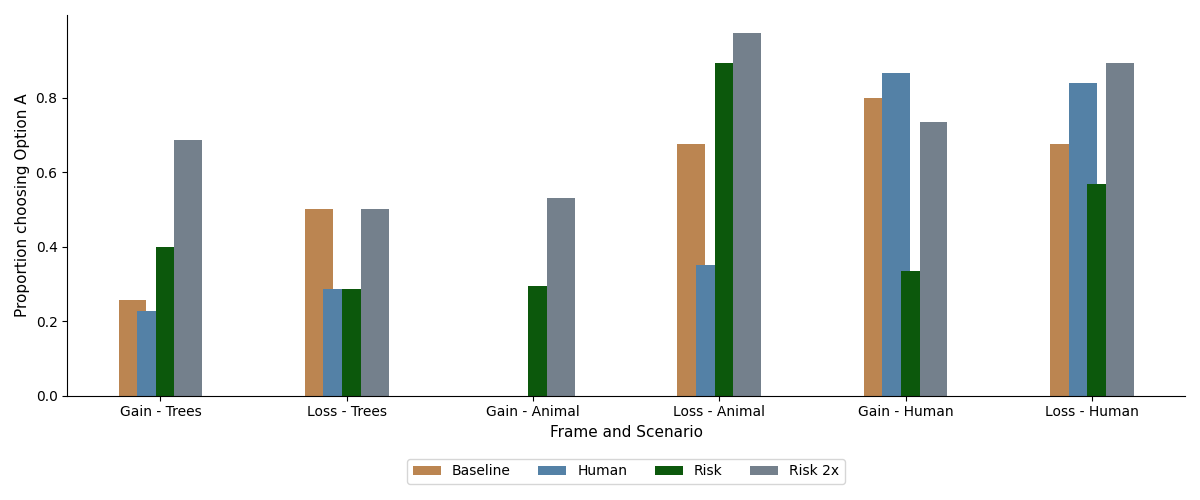 Proportion choosing Option A
0.8
0.6
0.4
0.2
0.0
Gain - Trees Loss - Trees Gain - Animal Loss - Animal Gain - Human Loss - Human
Frame and Scenario
Baseline Human Risk Risk 2x